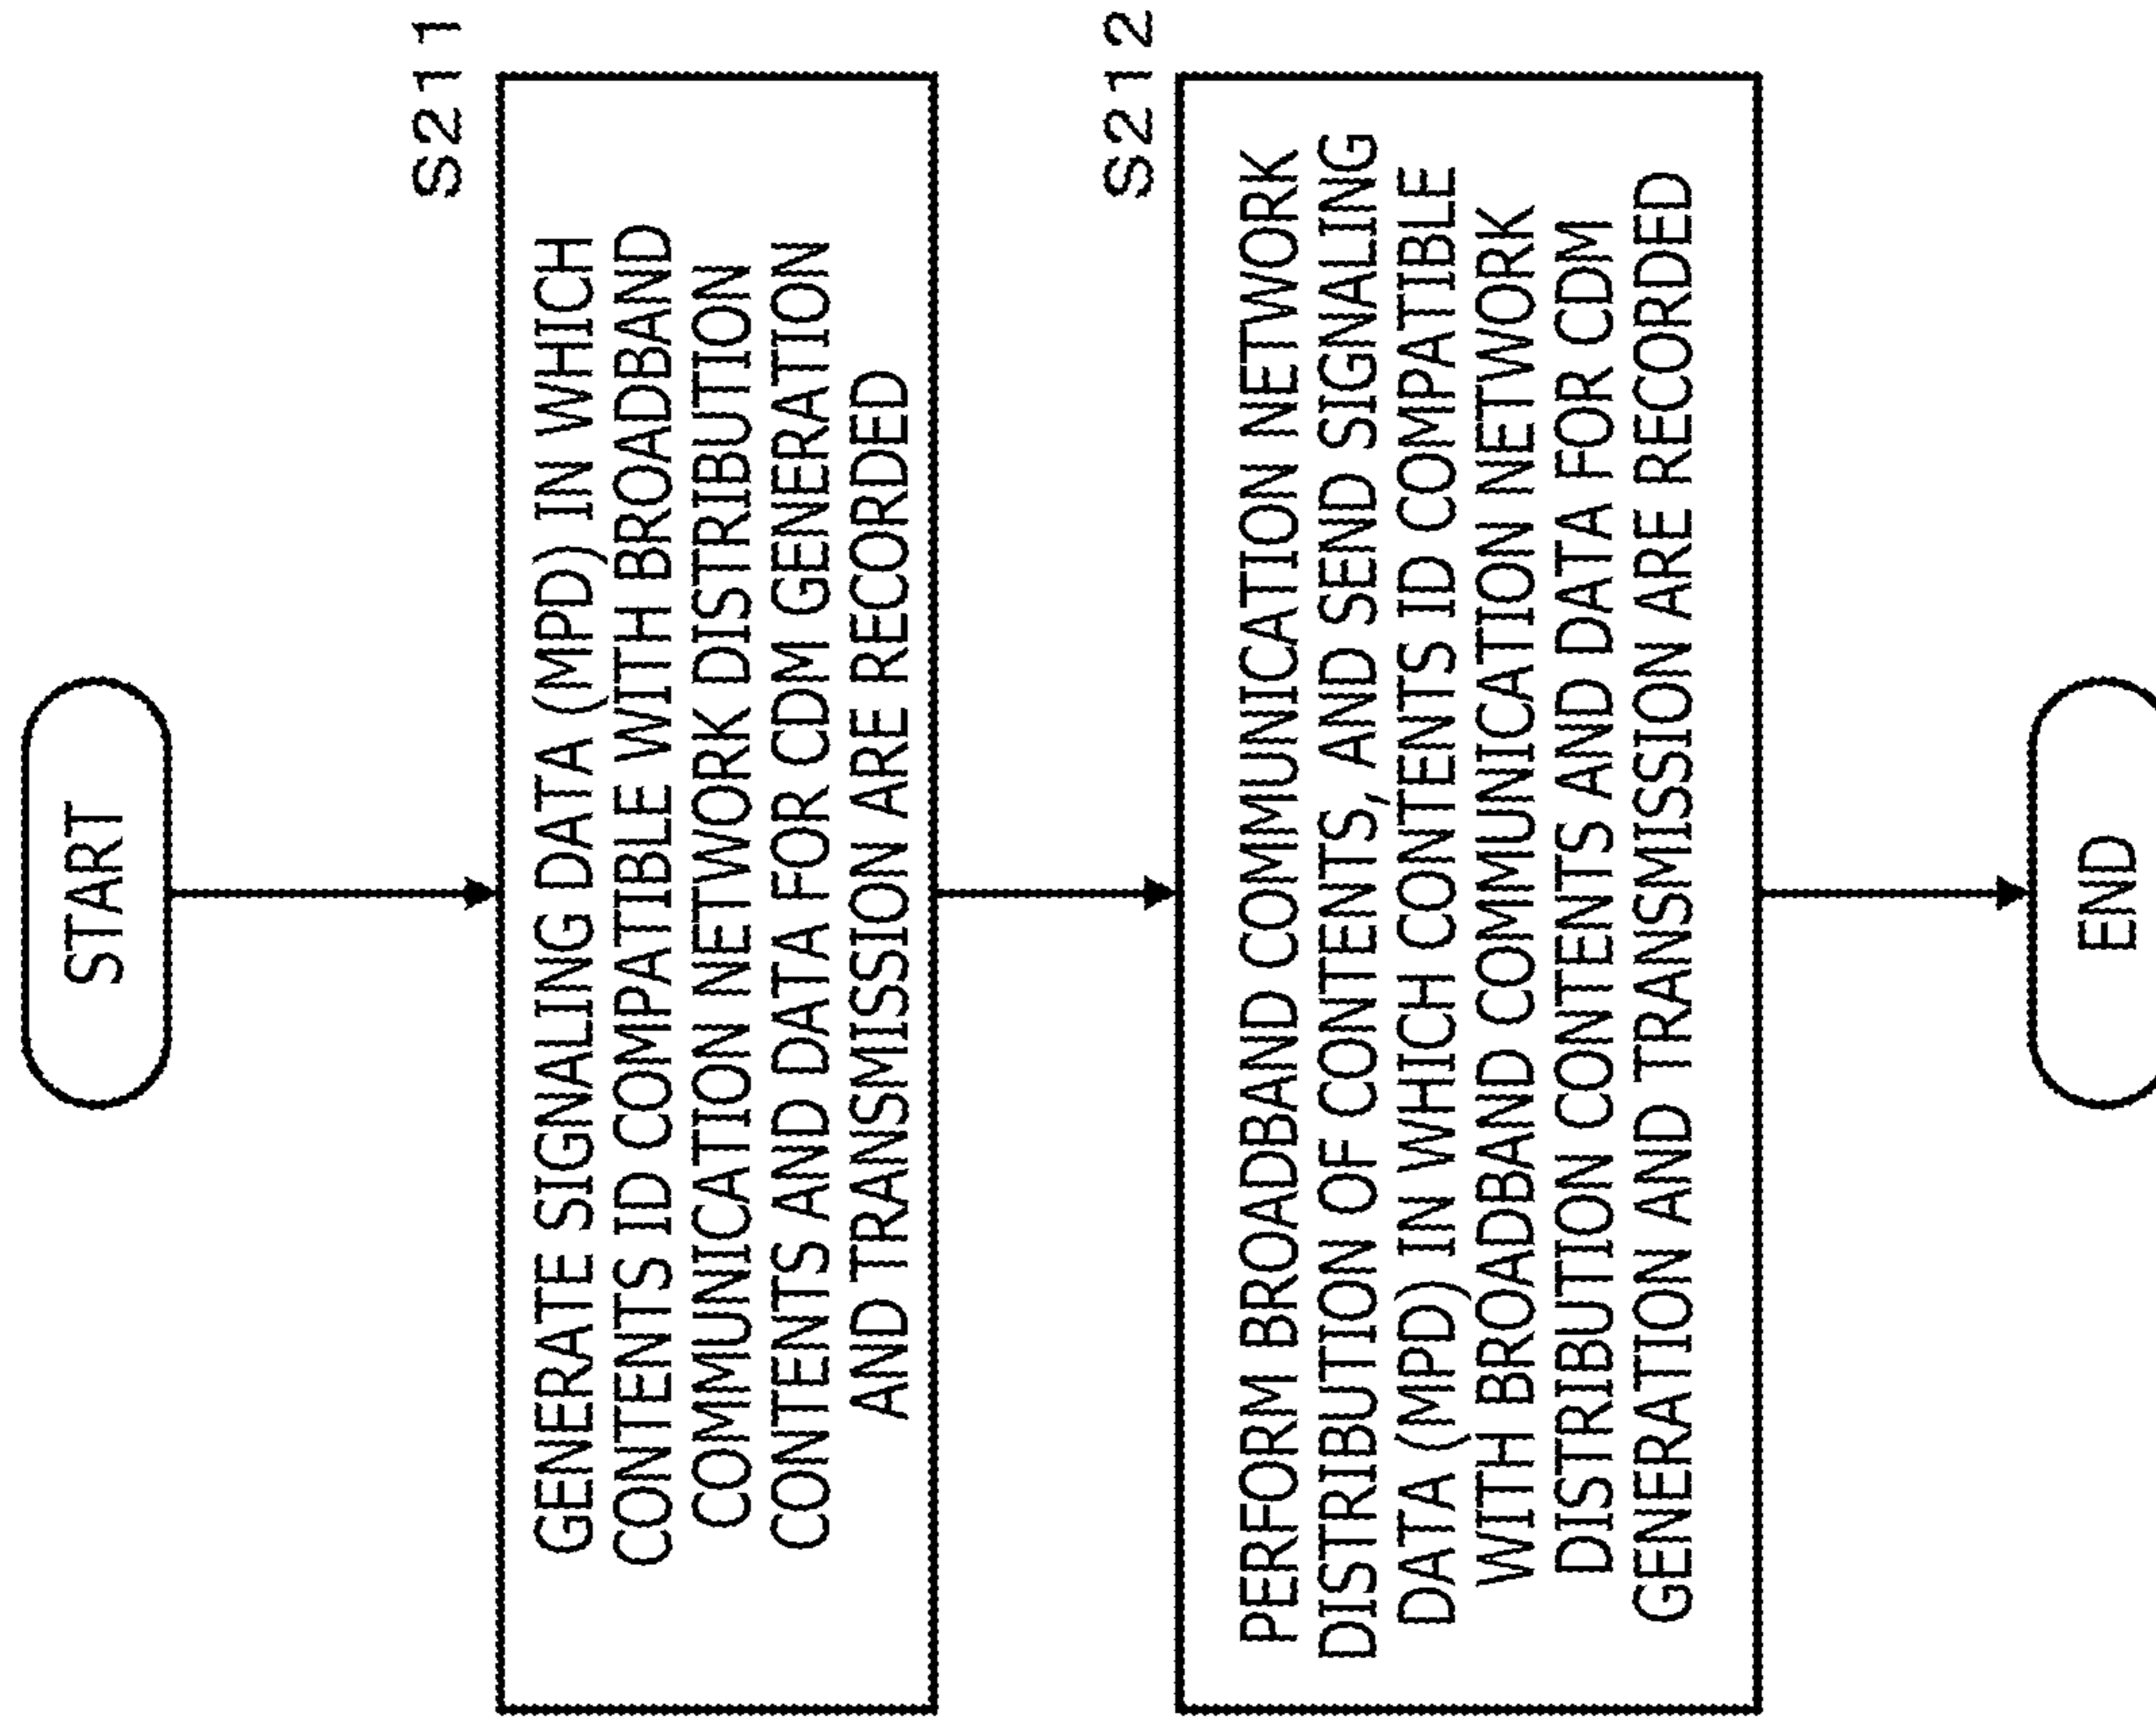 START
S211
GENERATE SIGNALING DATA (MPD) IN WHICH
CONTENTS ID COMPATIBLE WITH BROADBAND
COMMUNICATION NETWORK DISTRIBUTION
CONTENTS AND DATA FOR CDM GENERATION
AND TRANSMISSION ARE RECORDED
S212
PERFORM BROADBAND COMMUNICATION NETWORK
DISTRIBUTION OF CONTENTS, AND SEND SIGNALING
DATA (MPD) IN WHICH CONTENTS ID COMPATIBLE
WITH BROADBAND COMMUNICATION NETWORK
DISTRIBUTION CONTENTS AND DATA FOR CDM
GENERATION AND TRANSMISSION ARE RECORDED
END